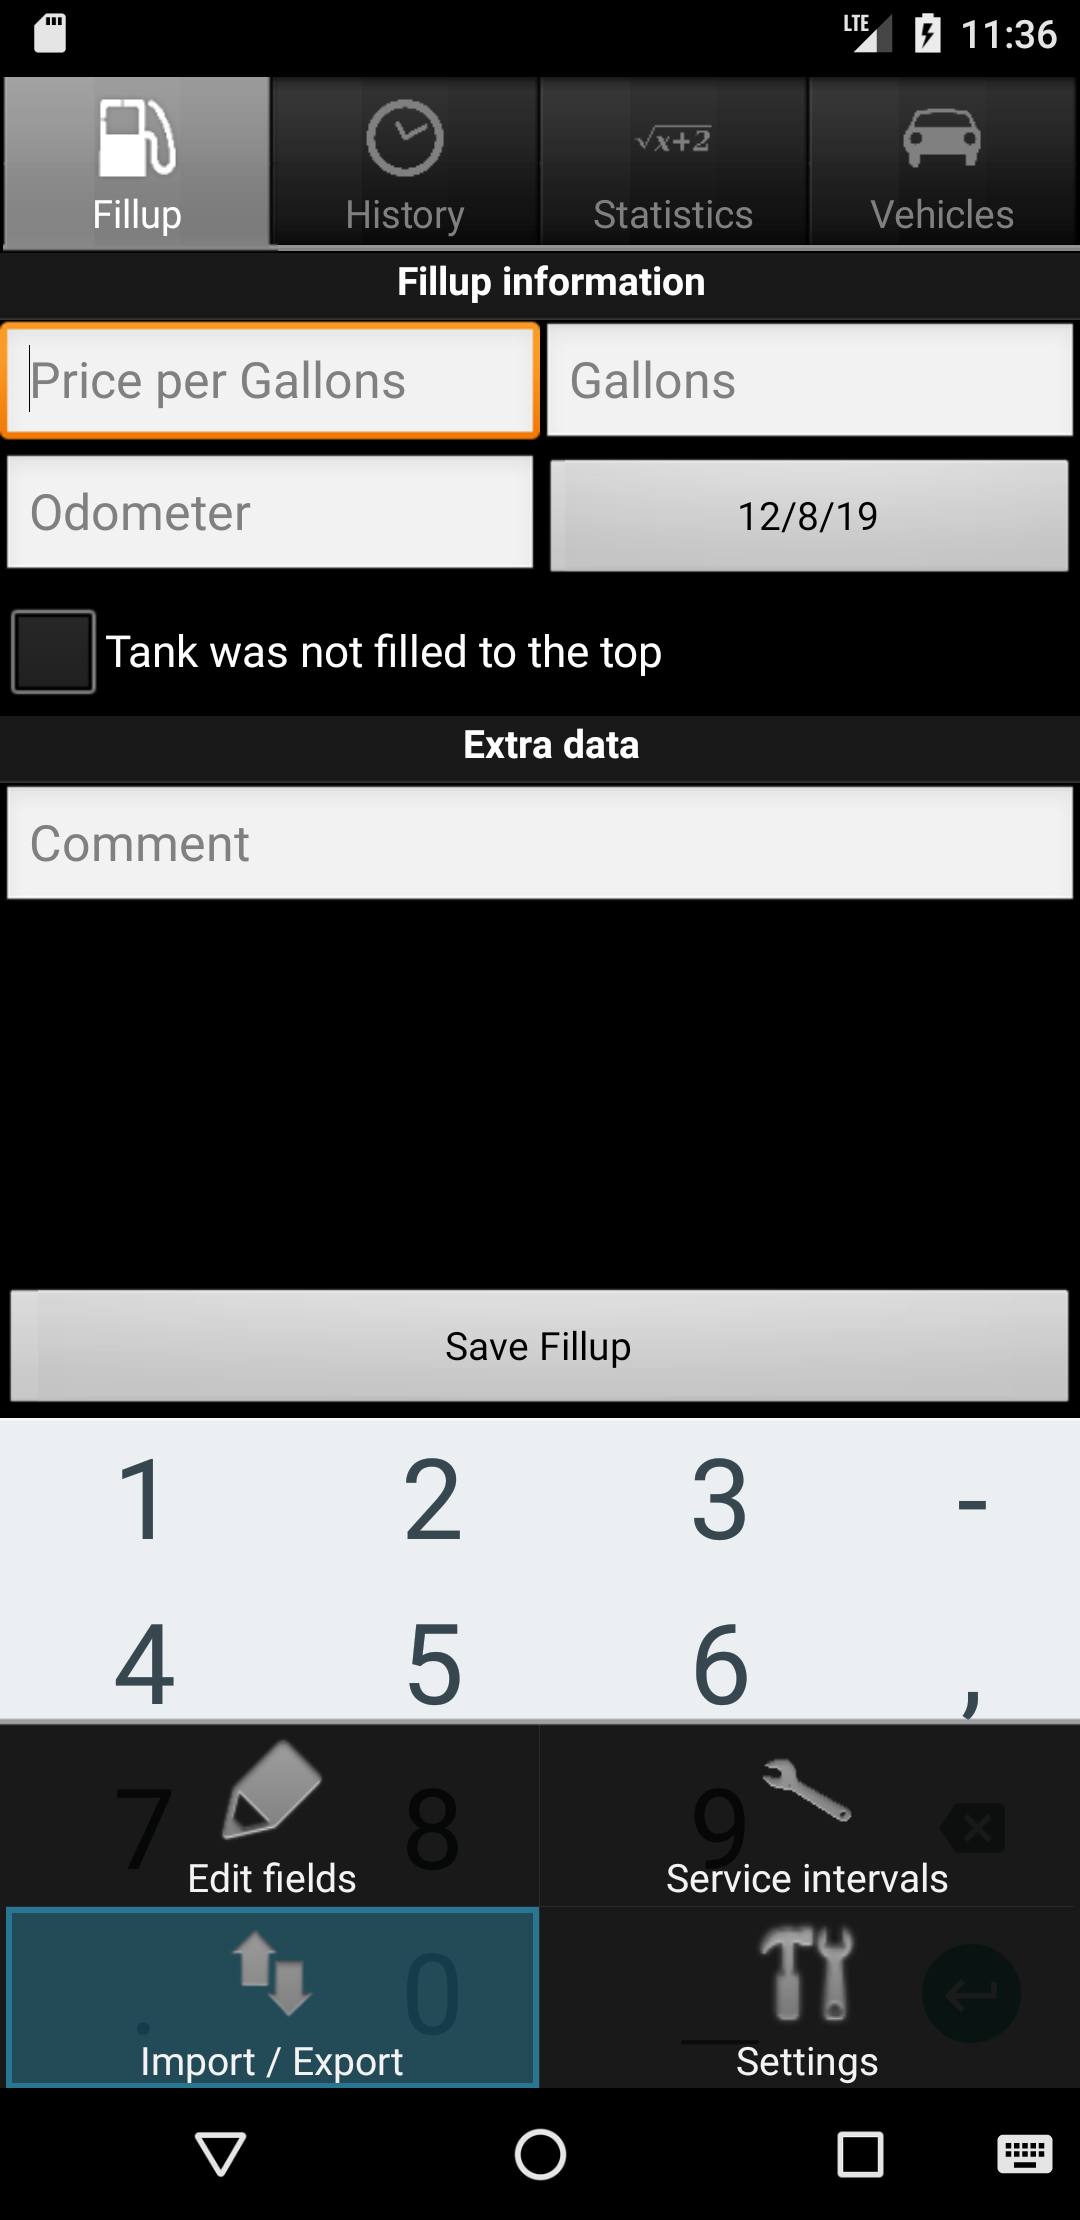 LTE 11:36
Fillup History √x+2 Statistics Vehicles
Fillup information
Price per Gallons Gallons
Odometer 12/8/19
Tank was not filled to the top
Extra data
Comment
Save Fillup
1 2 3 -
4 5 6 ,
7 8 9
Edit fields Service intervals
. 0 _
Import / Export Settings